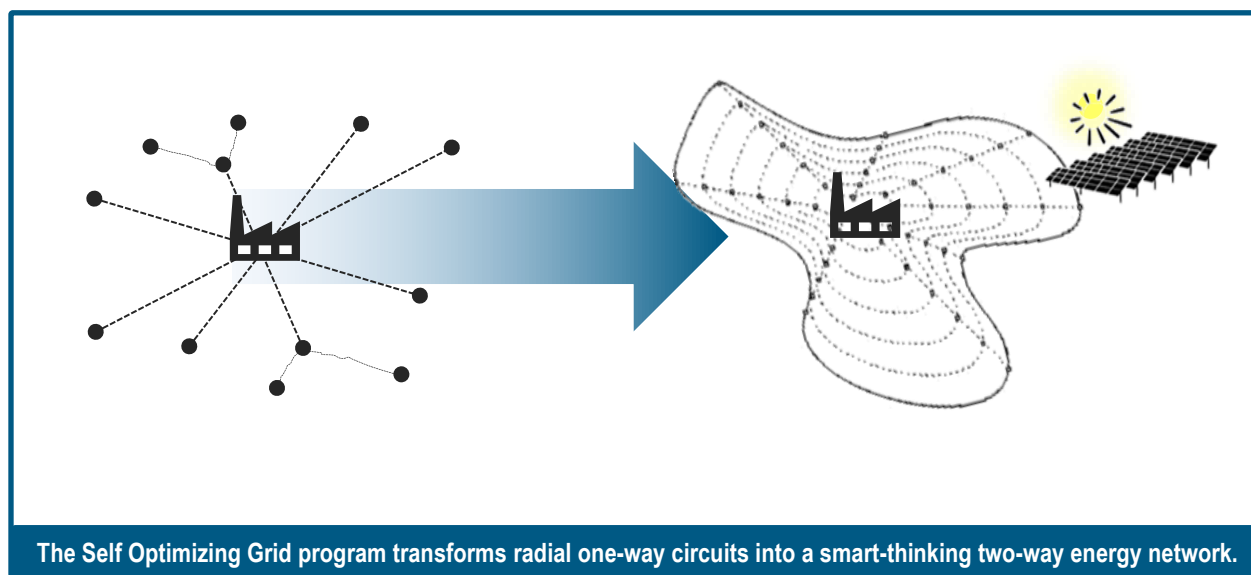 The Self Optimizing Grid program transforms radial one-way circuits into a smart-thinking two-way energy network.